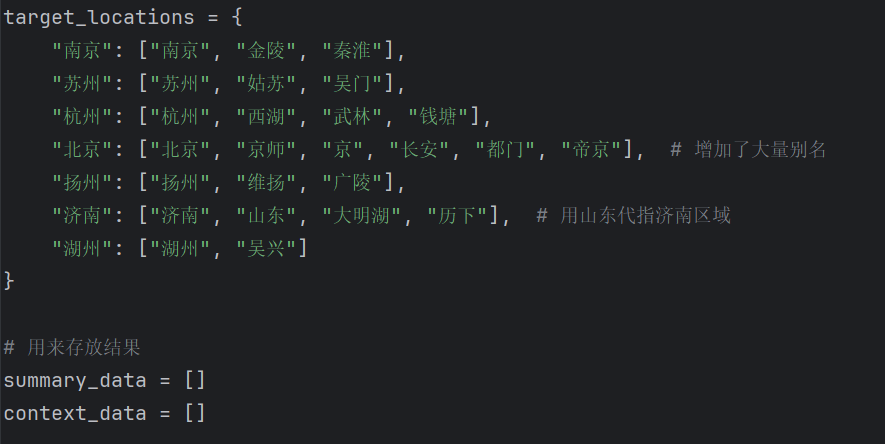 target_locations = {
    "南京": ["南京", "金陵", "秦淮"],
    "苏州": ["苏州", "姑苏", "吴门"],
    "杭州": ["杭州", "西湖", "武林", "钱塘"],
    "北京": ["北京", "京师", "京", "长安", "都门", "帝京"],  # 增加了大量别名
    "扬州": ["扬州", "维扬", "广陵"],
    "济南": ["济南", "山东", "大明湖", "历下"],  # 用山东代指济南区域
    "湖州": ["湖州", "吴兴"]
}
# 用来存放结果
summary_data = []
context_data = []